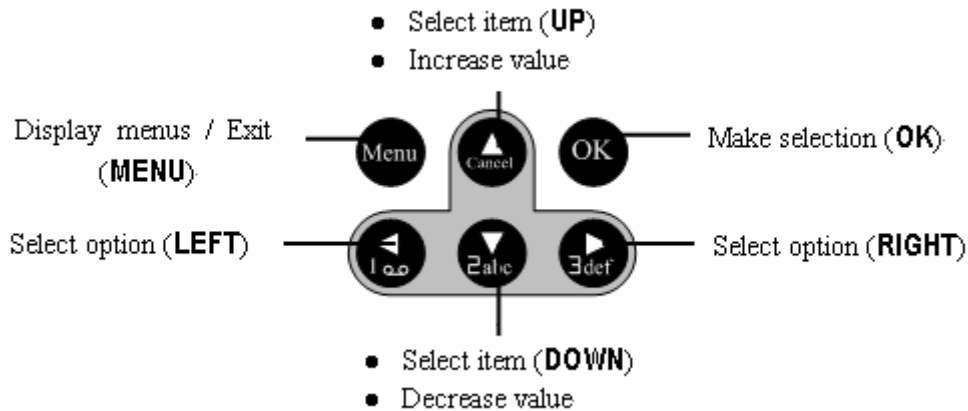 ● Select item (UP)
● Increase value
Display menus / Exit
(MENU)
Menu
Cancel
OK
Make selection (OK)
Select option (LEFT)
1
2abc
3def
Select option (RIGHT)
● Select item (DOWN)
● Decrease value